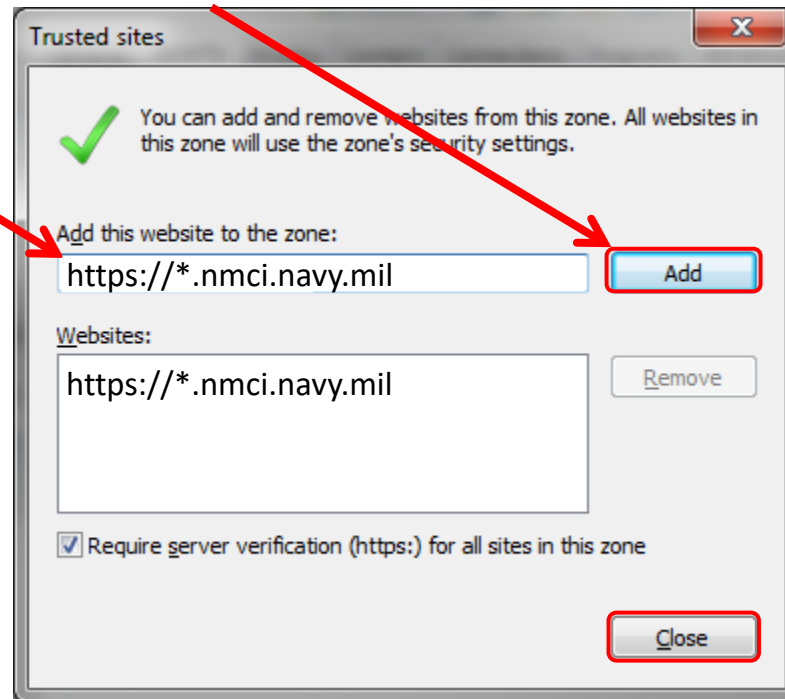 Trusted sites
You can add and remove websites from this zone. All websites in
this zone will use the zone's security settings.
Add this website to the zone:
https://*.nmci.navy.mil
Add
Websites:
https://*.nmci.navy.mil
Remove
Require server verification (https:) for all sites in this zone
Close